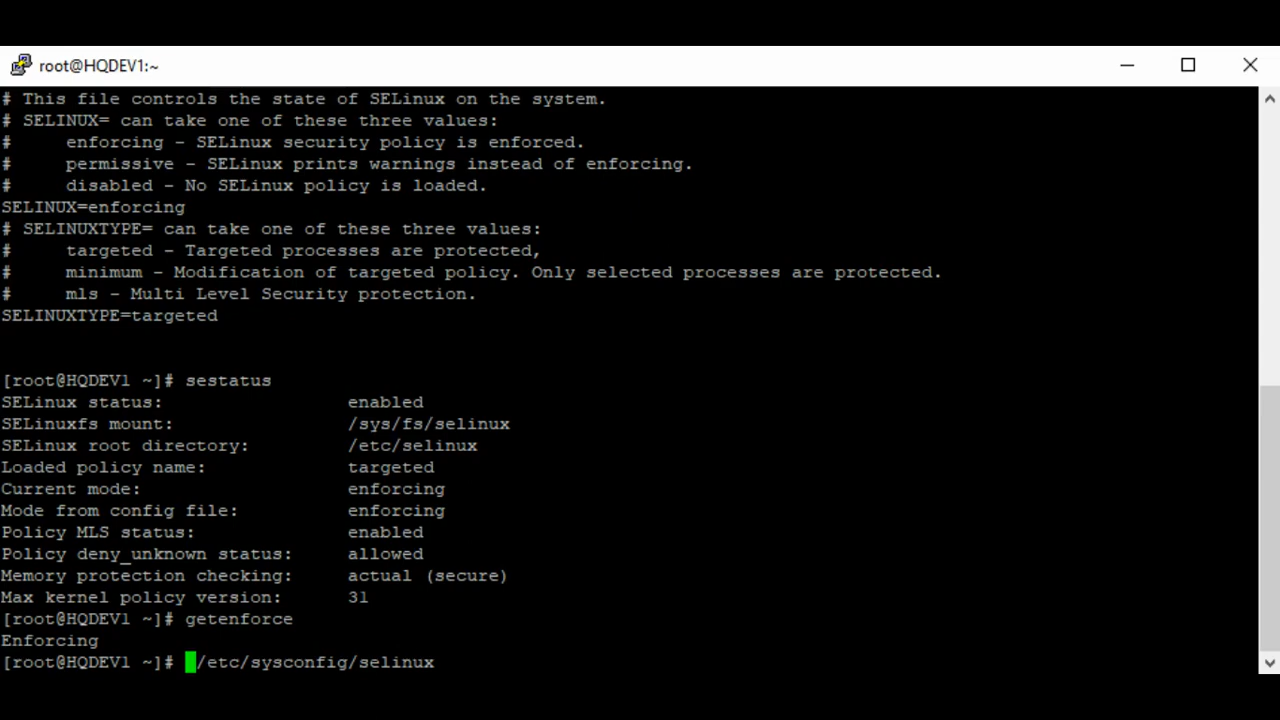 root@HQDEV1:~
# This file controls the state of SELinux on the system.
# SELINUX= can take one of these three values:
#     enforcing - SELinux security policy is enforced.
#     permissive - SELinux prints warnings instead of enforcing.
#     disabled - No SELinux policy is loaded.
SELINUX=enforcing
# SELINUXTYPE= can take one of these three values:
#     targeted - Targeted processes are protected,
#     minimum - Modification of targeted policy. Only selected processes are protected.
#     mls - Multi Level Security protection.
SELINUXTYPE=targeted
[root@HQDEV1 ~]# sestatus
SELinux status:                 enabled
SELinuxfs mount:                /sys/fs/selinux
SELinux root directory:         /etc/selinux
Loaded policy name:             targeted
Current mode:                   enforcing
Mode from config file:          enforcing
Policy MLS status:              enabled
Policy deny_unknown status:     allowed
Memory protection checking:     actual (secure)
Max kernel policy version:      31
[root@HQDEV1 ~]# getenforce
Enforcing
[root@HQDEV1 ~]# /etc/sysconfig/selinux